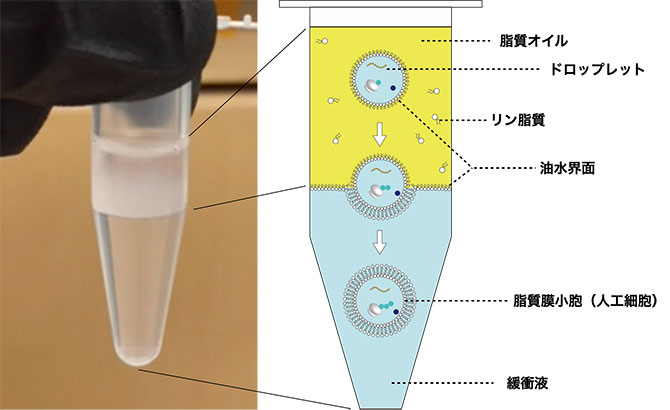 脂質オイル
ドロップレット
リン脂質
油水界面
脂質膜小胞（人工細胞）
緩衝液